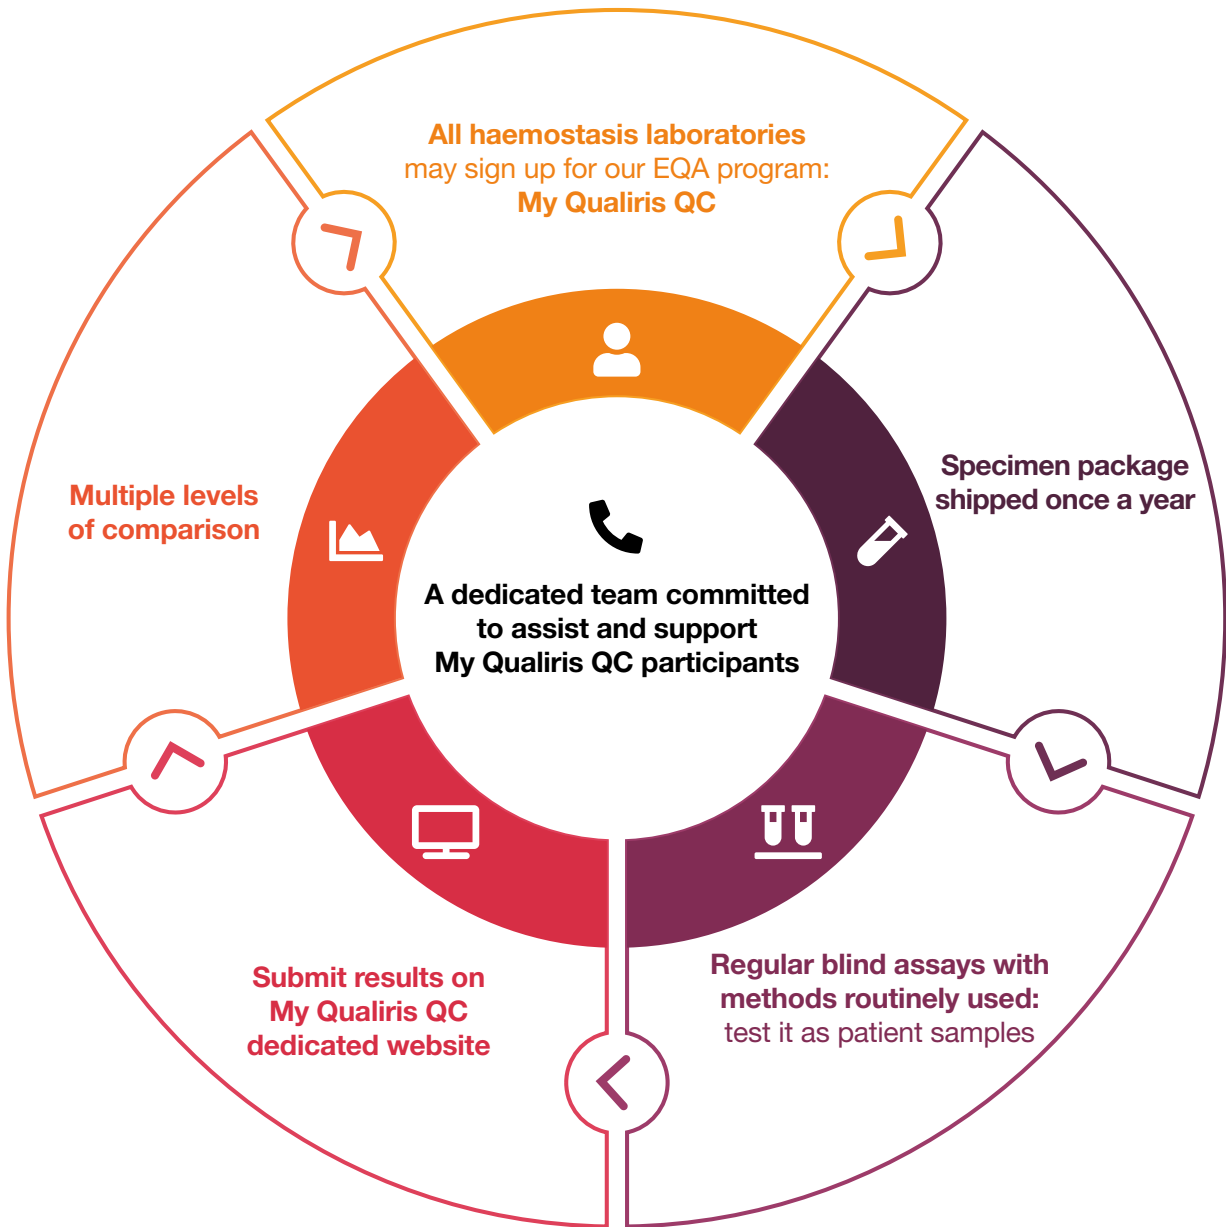 All haemostasis laboratories
may sign up for our EQA program:
My Qualiris QC
Specimen package
shipped once a year
Regular blind assays with
methods routinely used:
test it as patient samples
Submit results on
My Qualiris QC
dedicated website
Multiple levels
of comparison
A dedicated team committed
to assist and support
My Qualiris QC participants